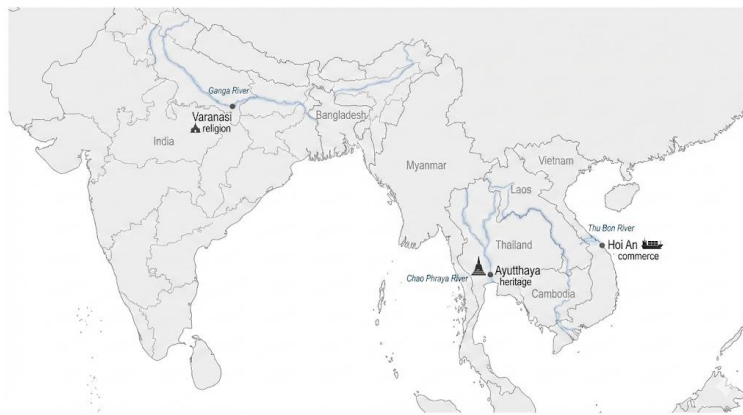 Ganga River
Varanasi
religion
India
Bangladesh
Myanmar
Vietnam
Laos
Thu Bon River
Hoi An
commerce
Thailand
Chao Phraya River
Ayutthaya
heritage
Cambodia